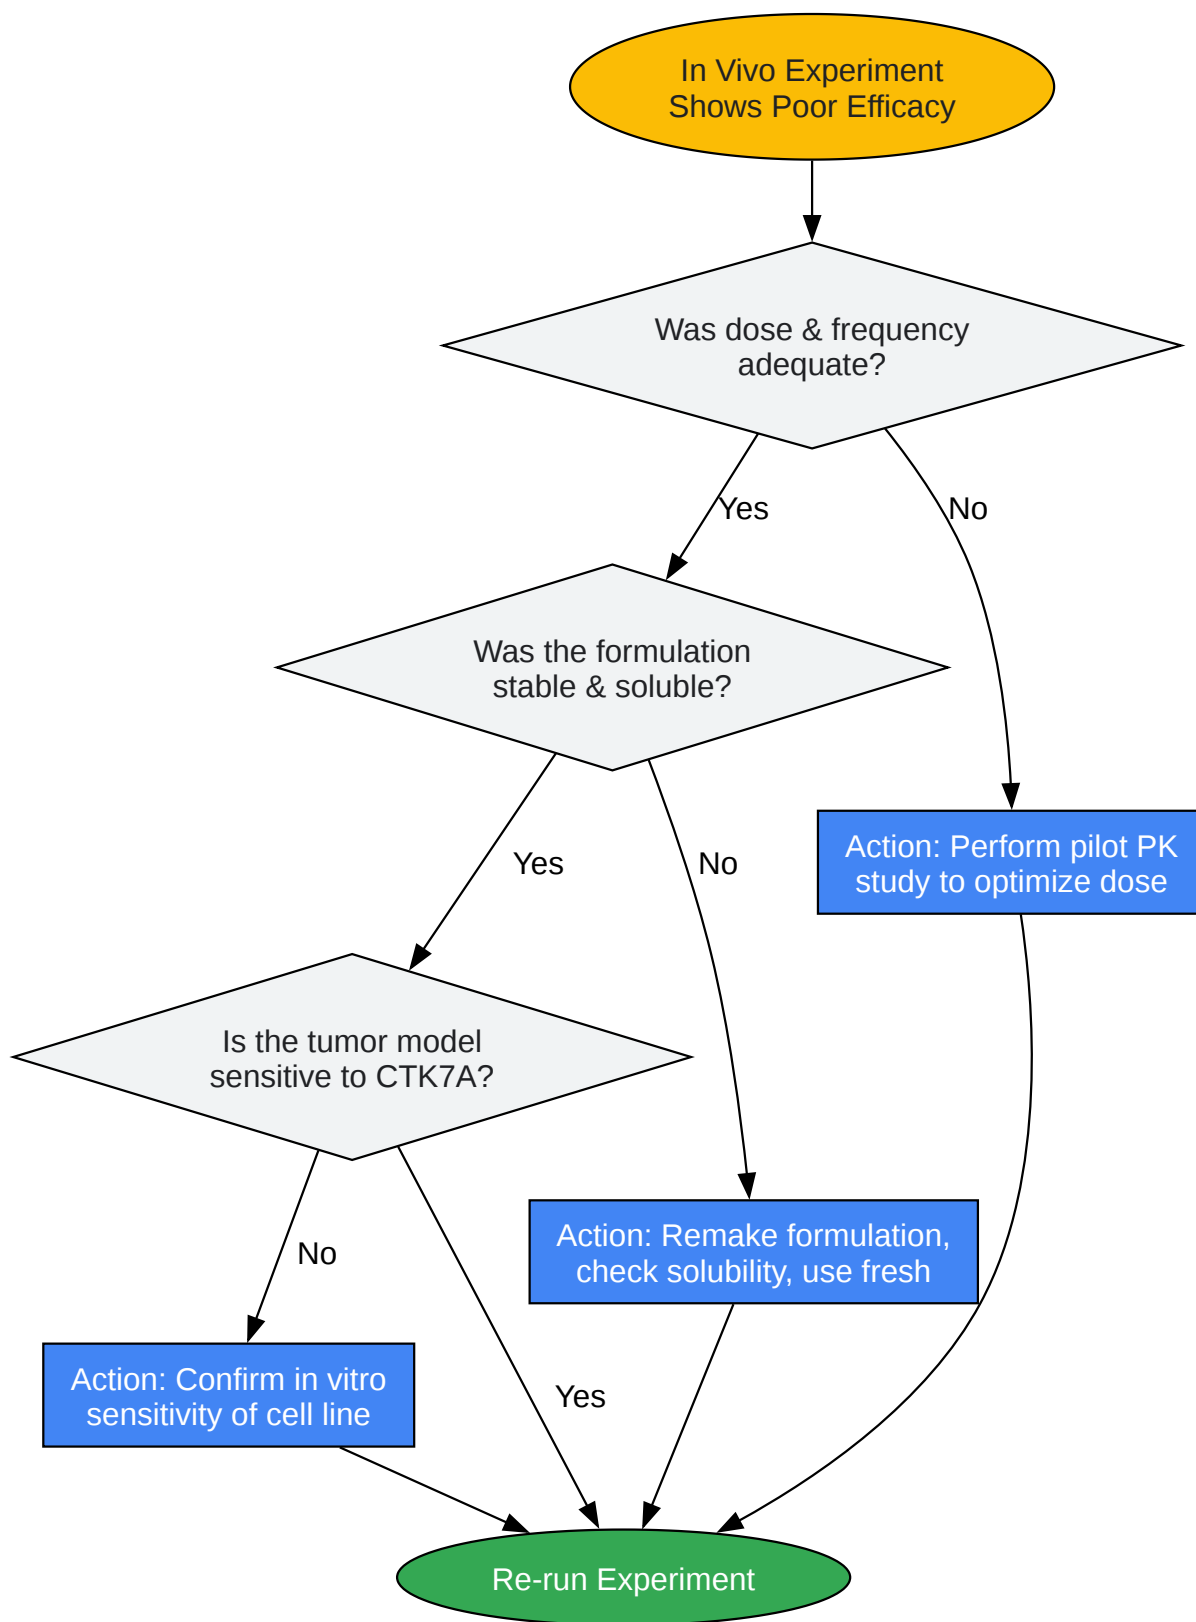 In Vivo Experiment
Shows Poor Efficacy
Was dose & frequency
adequate?
Yes
No
Was the formulation
stable & soluble?
Yes
No
Action: Perform pilot PK
study to optimize dose
Is the tumor model
sensitive to CTK7A?
No
Yes
Action: Remake formulation,
check solubility, use fresh
Action: Confirm in vitro
sensitivity of cell line
Re-run Experiment